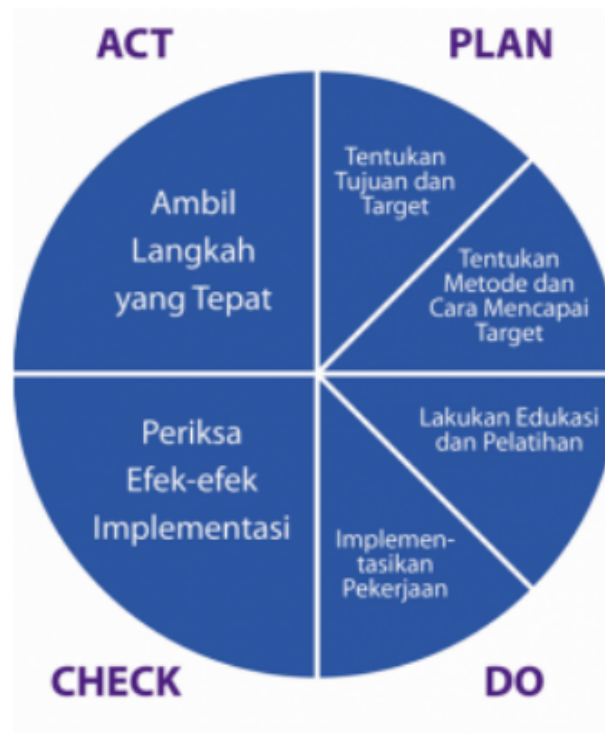 ACT
PLAN
Ambil
Langkah
yang Tepat
Tentukan
Tujuan dan
Target
Tentukan
Metode dan
Cara Mencapai
Target
Lakukan Edukasi
dan Pelatihan
Implemen-
tasikan
Pekerjaan
Periksa
Efek-efek
Implementasi
CHECK
DO